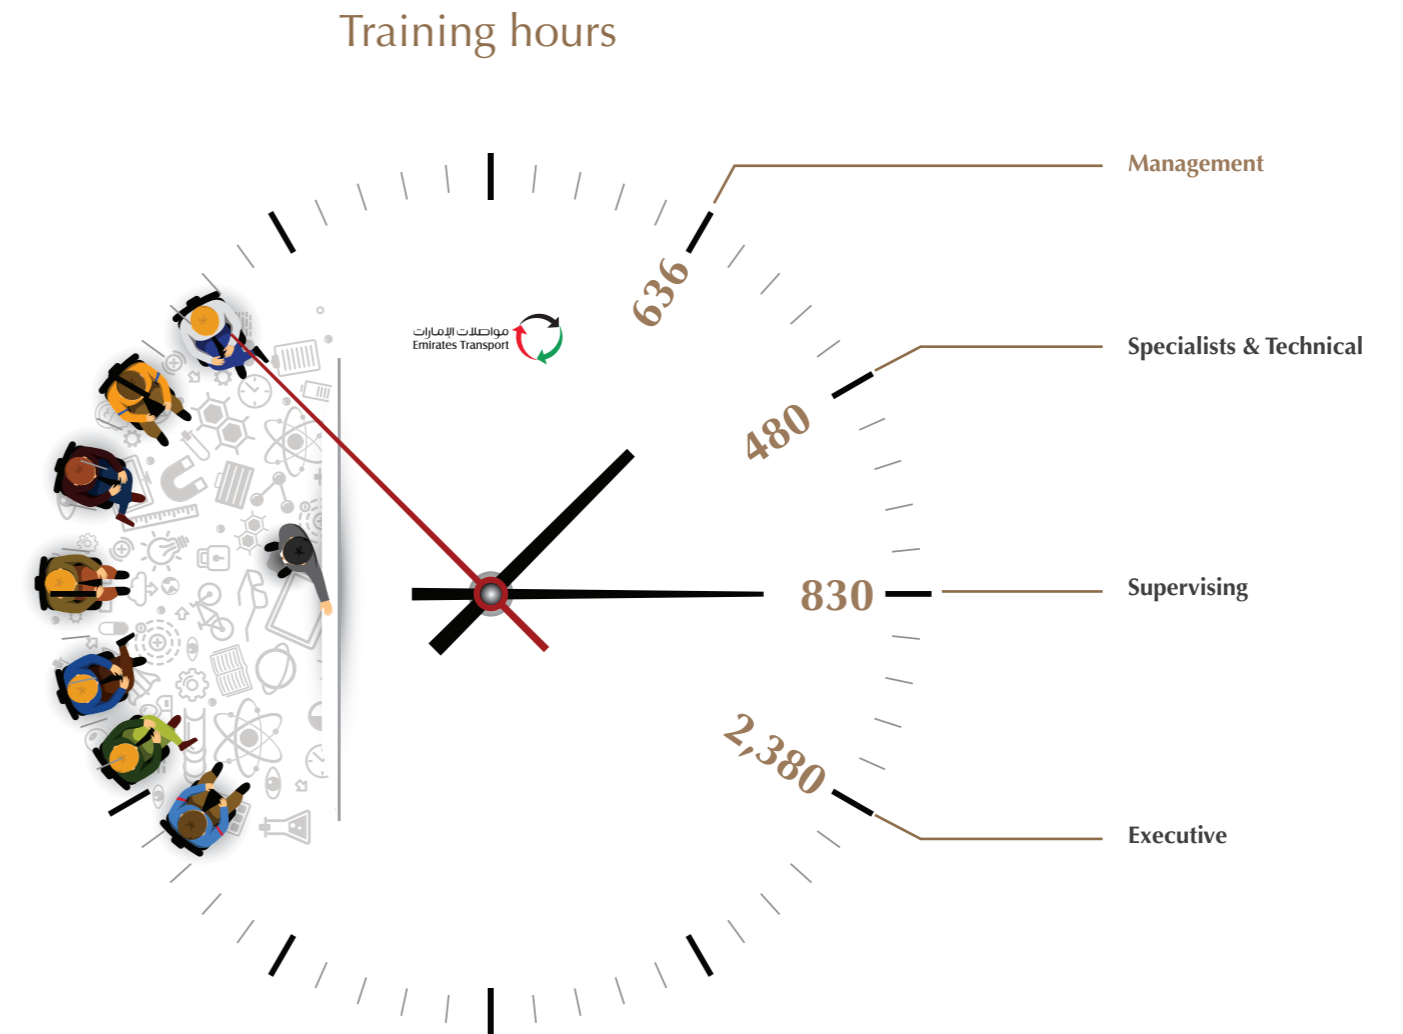 Training hours
Management
636
مواصلات الإمارات
Emirates Transport
Specialists & Technical
480
830
Supervising
2,380
Executive